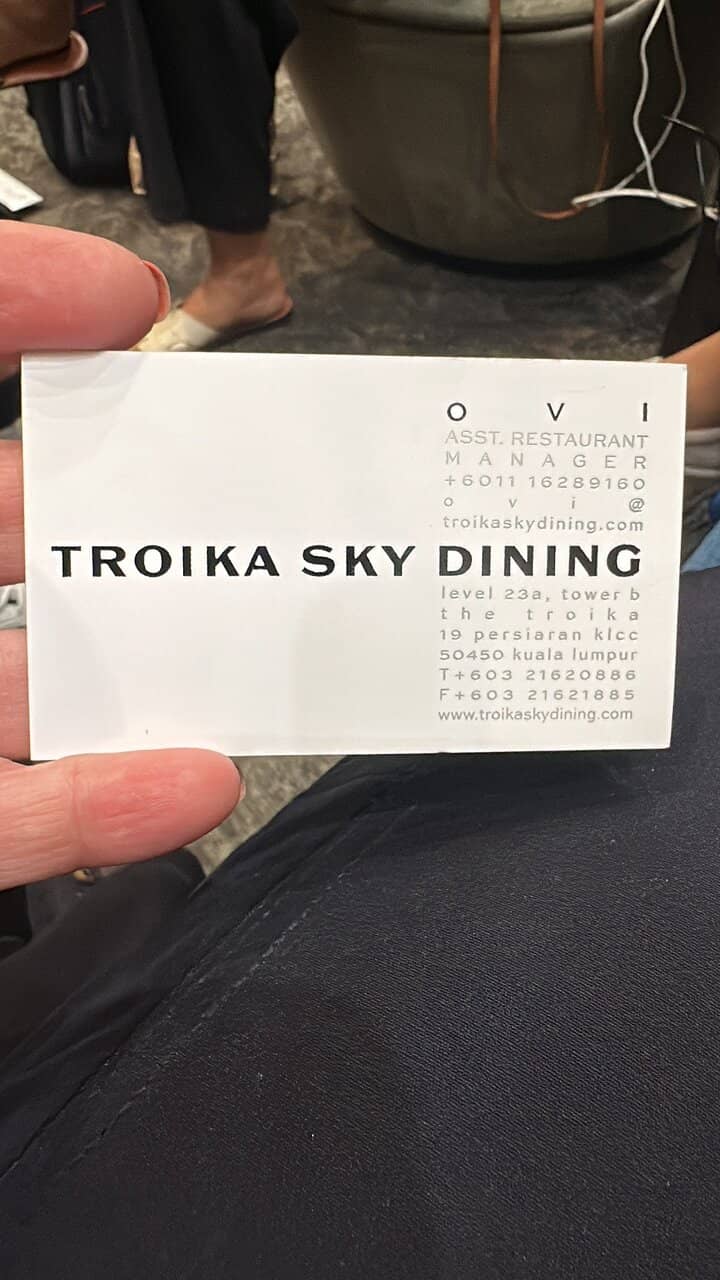 O V I
ASST. RESTAURANT
M A N A G E R
+6011 16289160
o v i @
troikaskydining.com
TROIKA SKY DINING
level 23a, tower b
the troika
19 persiaran klcc
50450 kuala lumpur
T+603 21620886
F+603 21621885
www.troikaskydining.com